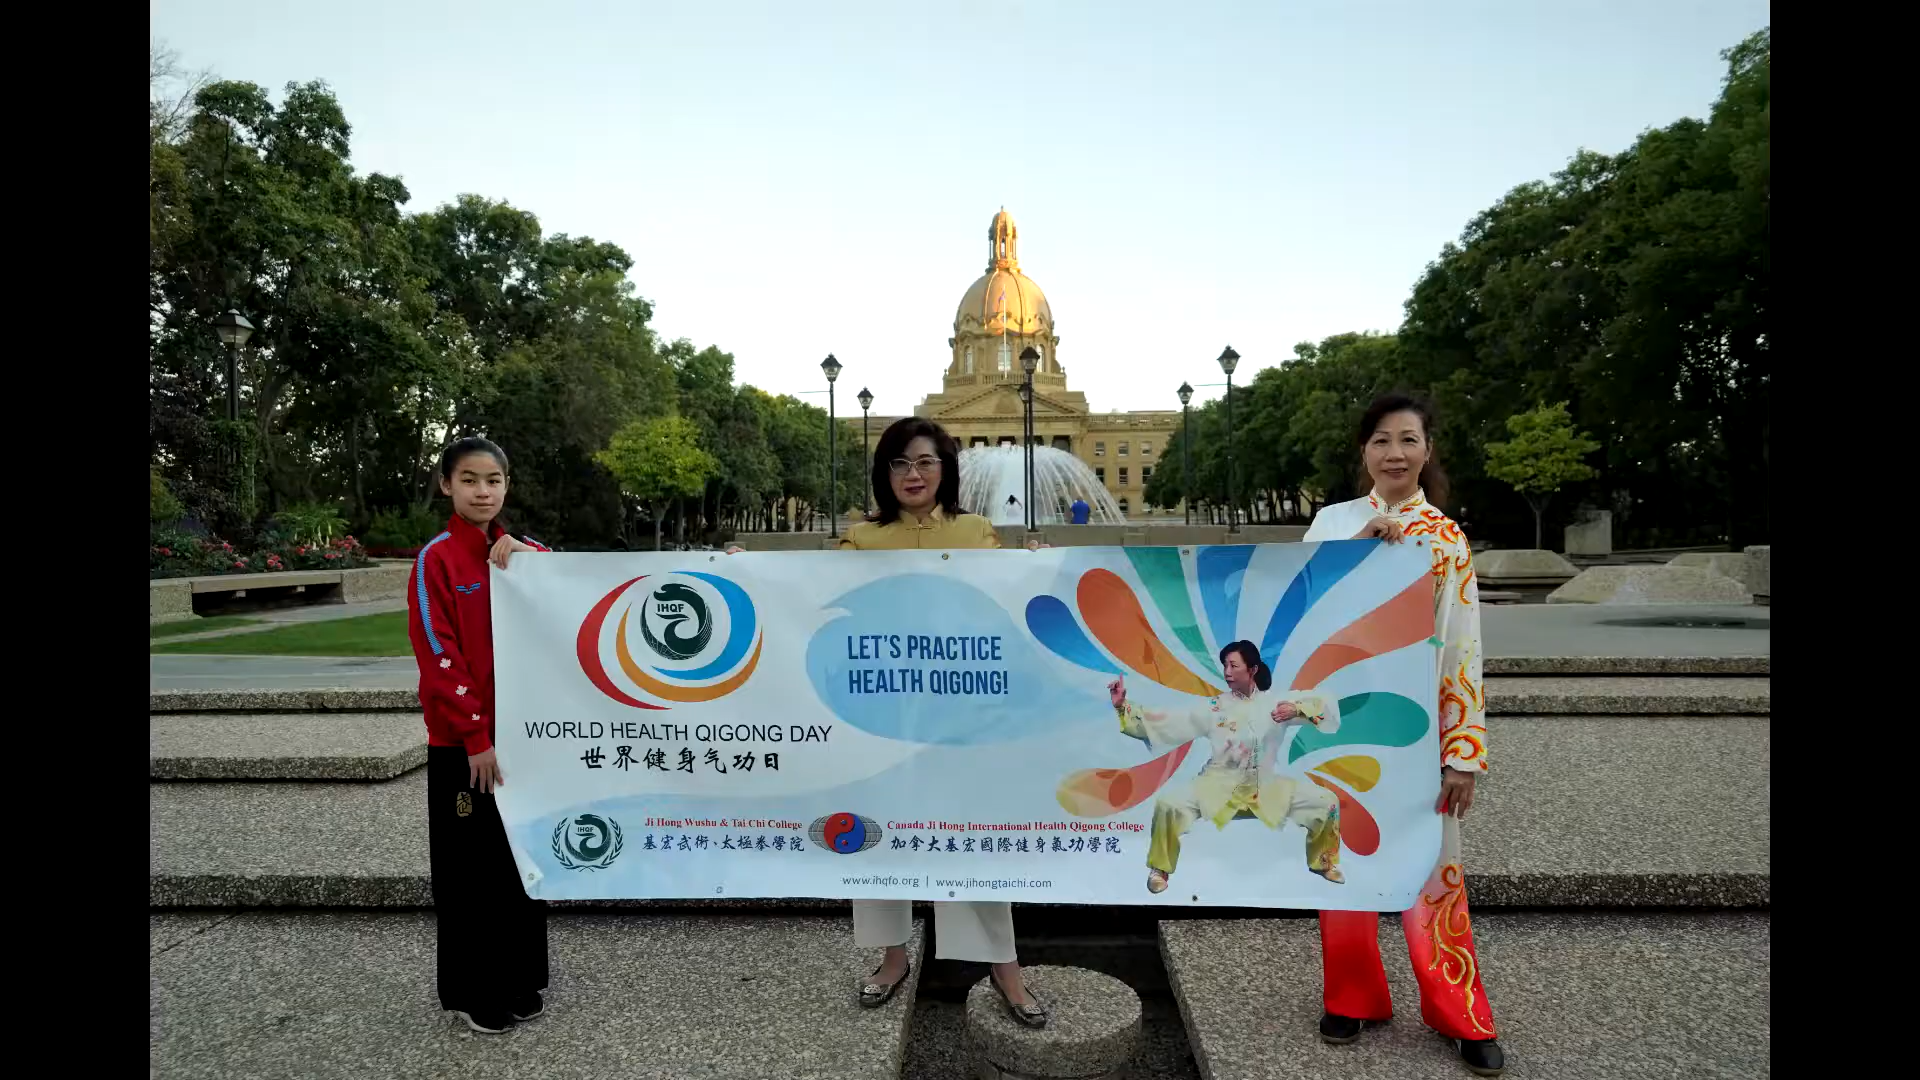 IHQF
WORLD HEALTH QIGONG DAY
世界健身气功日
LET'S PRACTICE
HEALTH QIGONG!
IHQF
Ji Hong Wushu & Tai Chi College
基宏武術、太極拳學院
Canada Ji Hong International Health Qigong College
加拿大基宏國際健身氣功學院
www.ihqfo.org | www.jihongtaichi.com